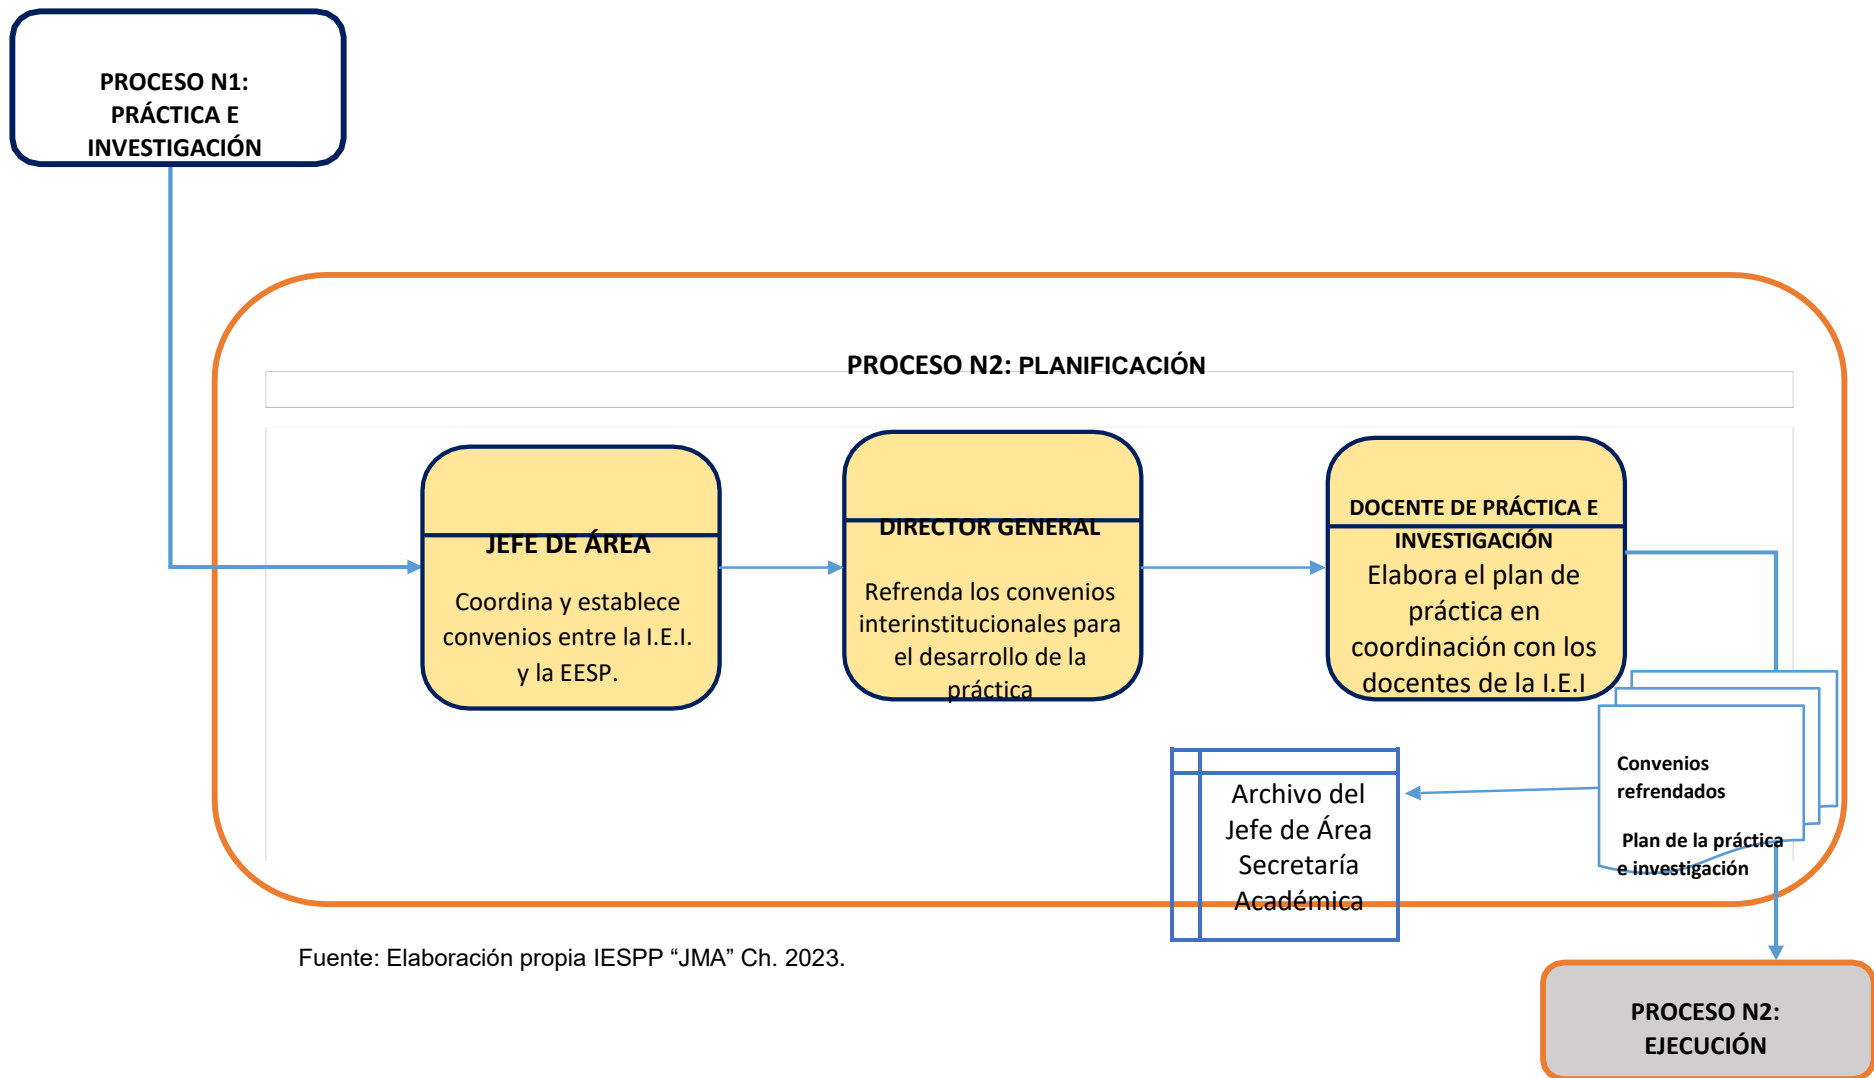 PROCESO N1:
PRÁCTICA E
INVESTIGACIÓN
PROCESO N2: PLANIFICACIÓN
JEFE DE ÁREA
Coordina y establece
convenios entre la I.E.I.
y la EESP.
DIRECTOR GENERAL
Refrenda los convenios
interinstitucionales para
el desarrollo de la
práctica
DOCENTE DE PRÁCTICA E
INVESTIGACIÓN
Elabora el plan de
práctica en
coordinación con los
docentes de la I.E.I
Convenios
refrendados
Plan de la práctica
e investigación
Archivo del
Jefe de Área
Secretaría
Académica
Fuente: Elaboración propia IESPP “JMA” Ch. 2023.
PROCESO N2:
EJECUCIÓN